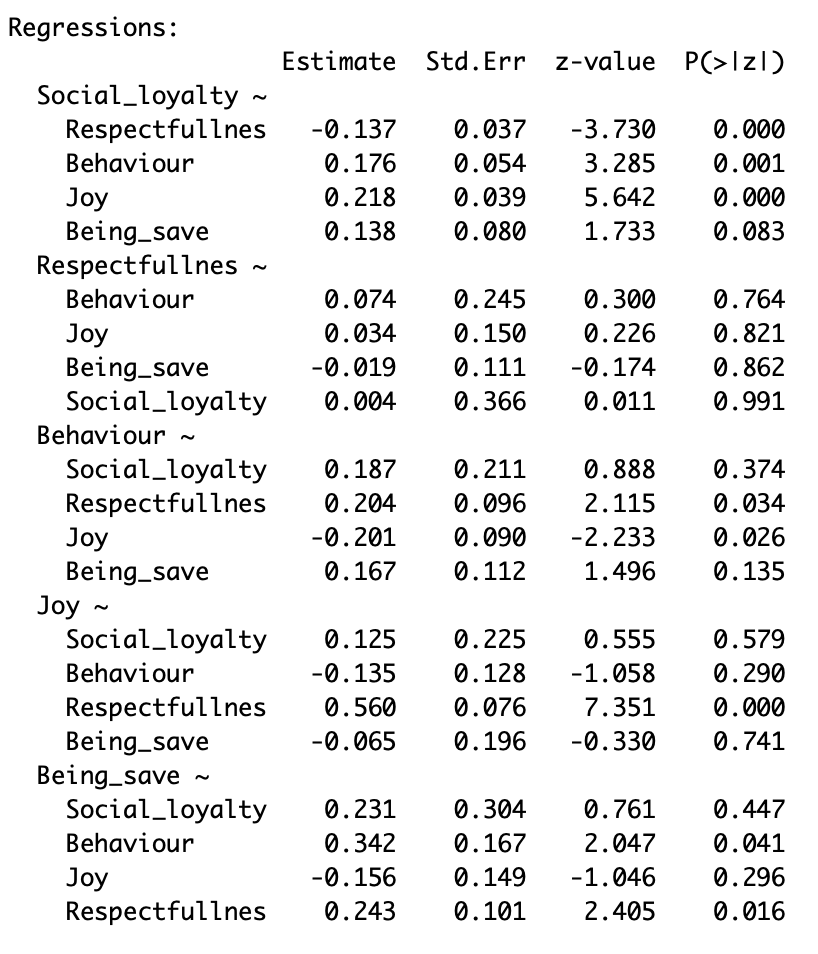 Regressions:
Estimate Std.Err z-value P(>|z|)
Social_loyalty ~
Respectfullnes -0.137 0.037 -3.730 0.000
Behaviour 0.176 0.054 3.285 0.001
Joy 0.218 0.039 5.642 0.000
Being_save 0.138 0.080 1.733 0.083
Respectfullnes ~
Behaviour 0.074 0.245 0.300 0.764
Joy 0.034 0.150 0.226 0.821
Being_save -0.019 0.111 -0.174 0.862
Social_loyalty 0.004 0.366 0.011 0.991
Behaviour ~
Social_loyalty 0.187 0.211 0.888 0.374
Respectfullnes 0.204 0.096 2.115 0.034
Joy -0.201 0.090 -2.233 0.026
Being_save 0.167 0.112 1.496 0.135
Joy ~
Social_loyalty 0.125 0.225 0.555 0.579
Behaviour -0.135 0.128 -1.058 0.290
Respectfullnes 0.560 0.076 7.351 0.000
Being_save -0.065 0.196 -0.330 0.741
Being_save ~
Social_loyalty 0.231 0.304 0.761 0.447
Behaviour 0.342 0.167 2.047 0.041
Joy -0.156 0.149 -1.046 0.296
Respectfullnes 0.243 0.101 2.405 0.016